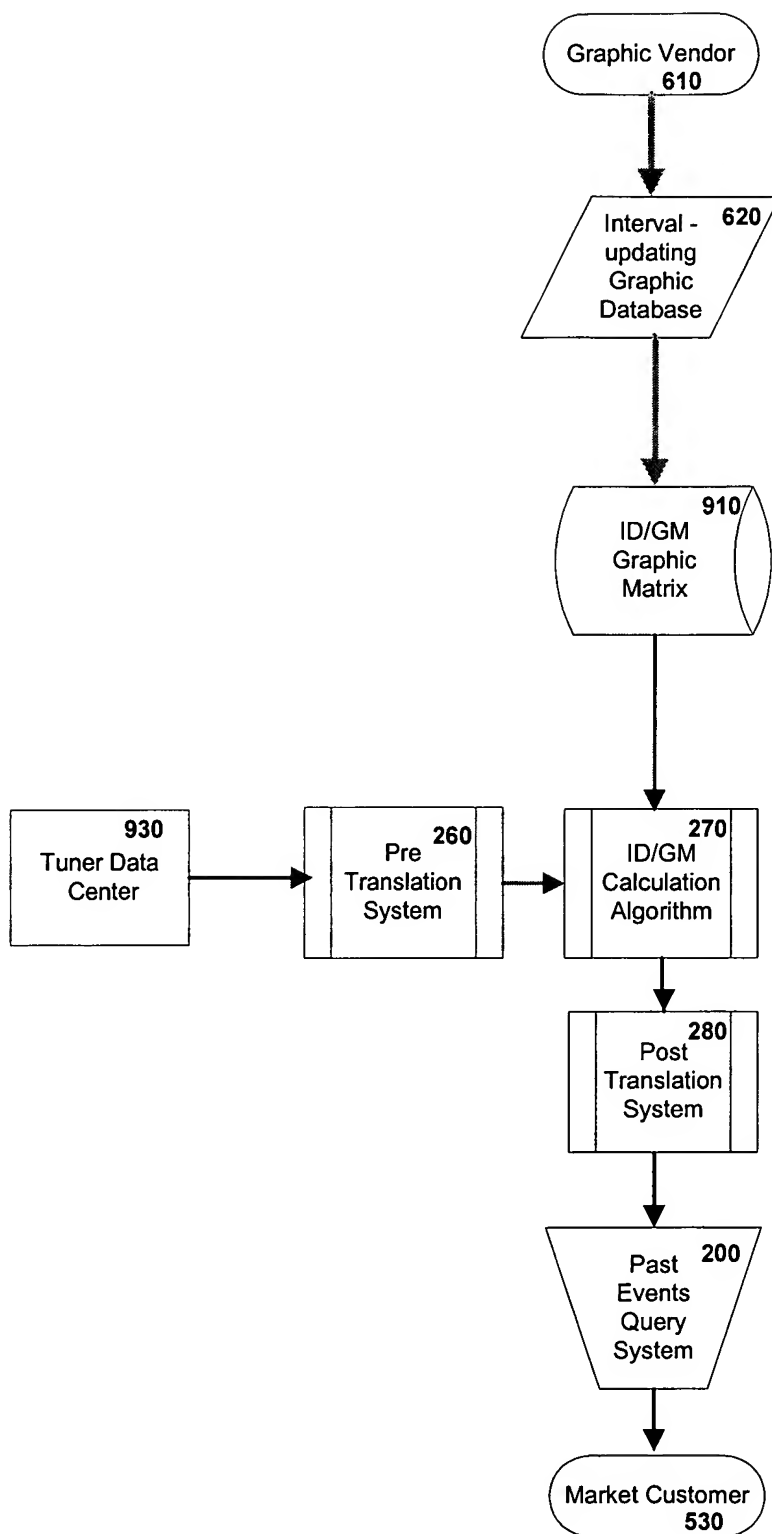 Graphic Vendor
610
620
Interval -
updating
Graphic
Database
910
ID/GM
Graphic
Matrix
930
Tuner Data
Center
260
Pre
Translation
System
270
ID/GM
Calculation
Algorithm
280
Post
Translation
System
200
Past
Events
Query
System
Market Customer
530